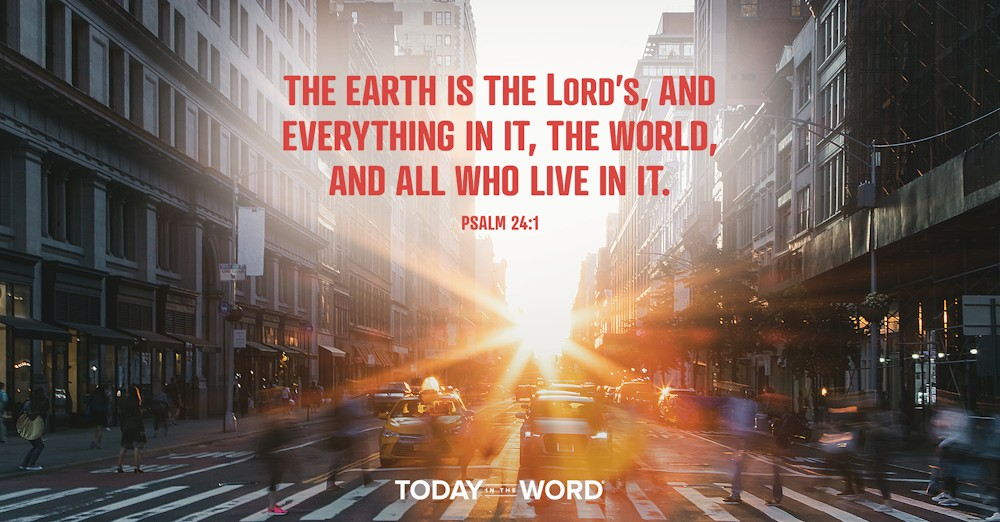 THE EARTH IS THE LORD'S, AND
EVERYTHING IN IT, THE WORLD,
AND ALL WHO LIVE IN IT.
PSALM 24:1
TODAY IN THE WORD